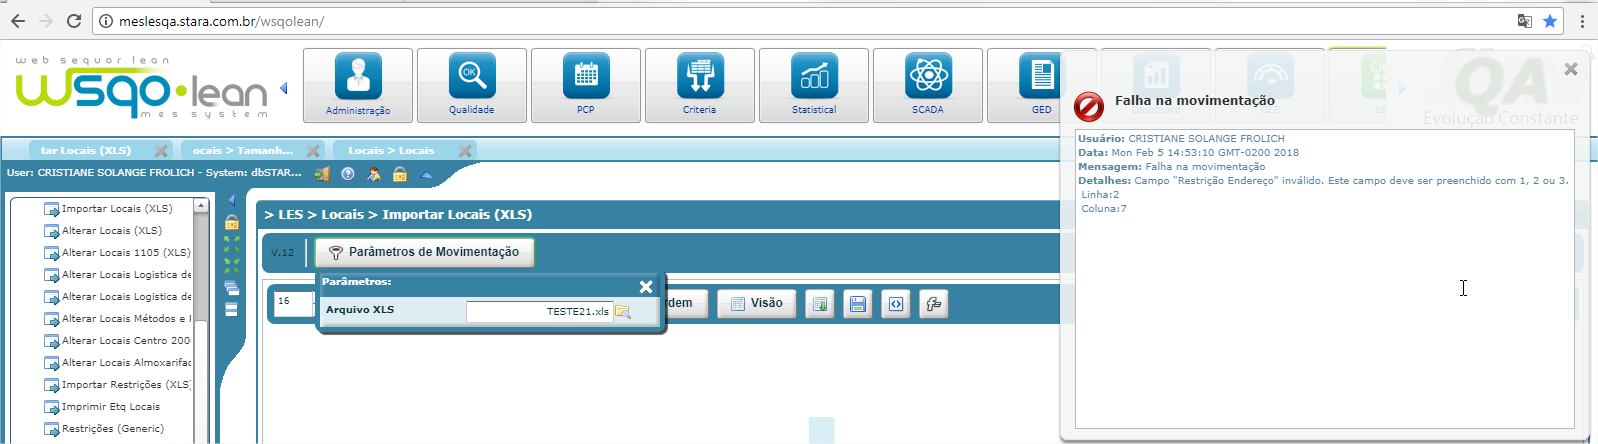 meslesqa.stara.com.br/wsqolean/
web sequor lean
wsqo.lean
mes system
Administração
Qualidade
PCP
Criteria
Statistical
SCADA
GED
QA
Evolução Constante
Falha na movimentação
Usuário: CRISTIANE SOLANGE FROLICH
Data: Mon Feb 5 14:53:10 GMT-0200 2018
Mensagem: Falha na movimentação
Detalhes: Campo "Restrição Endereço" inválido. Este campo deve ser preenchido com 1, 2 ou 3.
Linha:2
Coluna:7
tar Locais (XLS)
ocais > Tamanh...
Locais > Locais
User: CRISTIANE SOLANGE FROLICH - System: dbSTAR...
Importar Locais (XLS)
Alterar Locais (XLS)
Alterar Locais 1105 (XLS)
Alterar Locais Logistica de
Alterar Locais Logistica de
Alterar Locais Métodos e
Alterar Locais Centro 200
Alterar Locais Almoxarifad
Importar Restrições (XLS)
Imprimir Etq Locais
Restrições (Generic)
> LES > Locais > Importar Locais (XLS)
V.12
Parâmetros de Movimentação
Parâmetros:
Arquivo XLS
TESTE21.xls
16
rdem
Visão